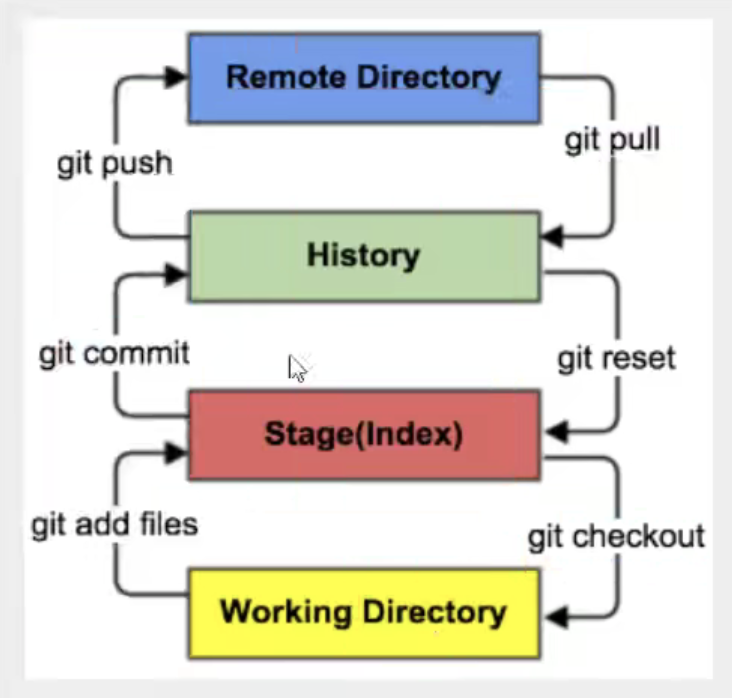 Remote Directory
git push
git pull
History
git commit
git reset
Stage(Index)
git add files
git checkout
Working Directory